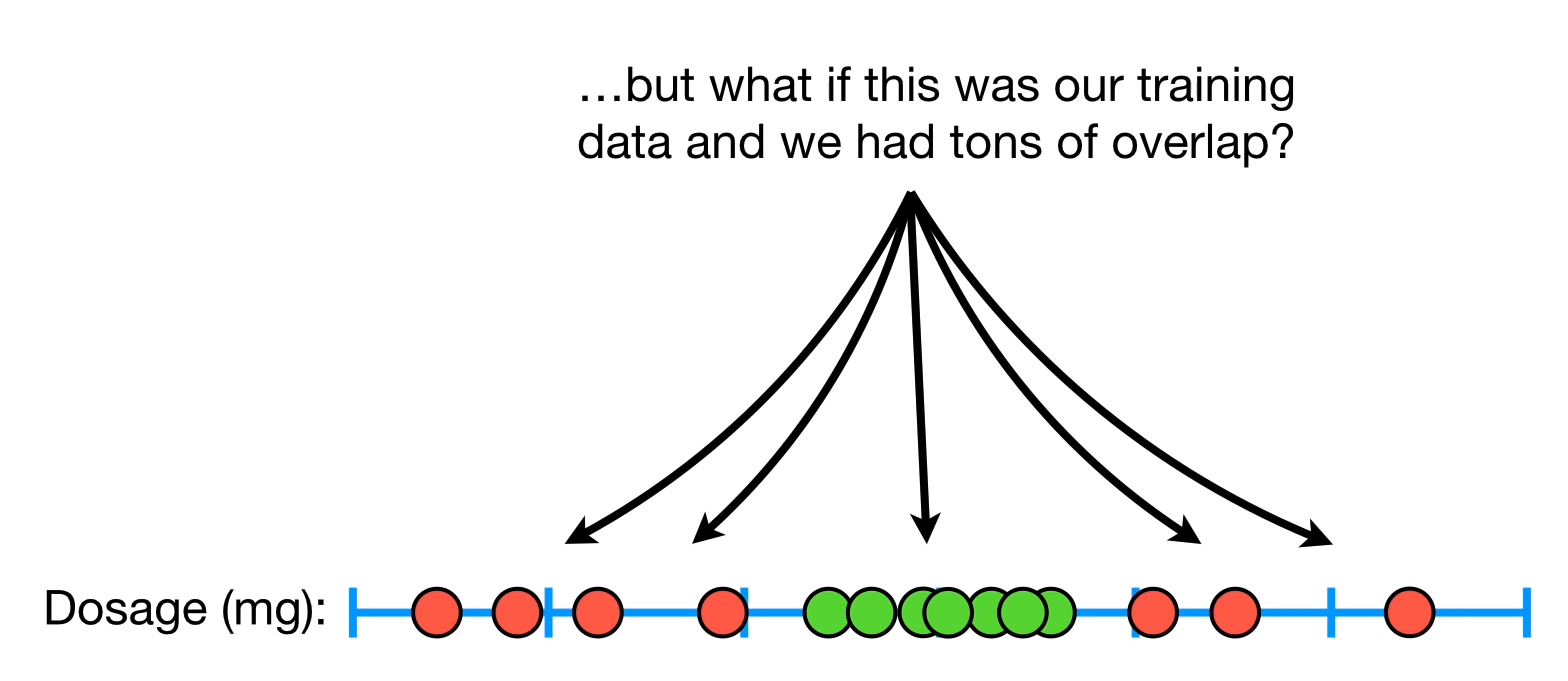 …but what if this was our training
data and we had tons of overlap?
Dosage (mg):